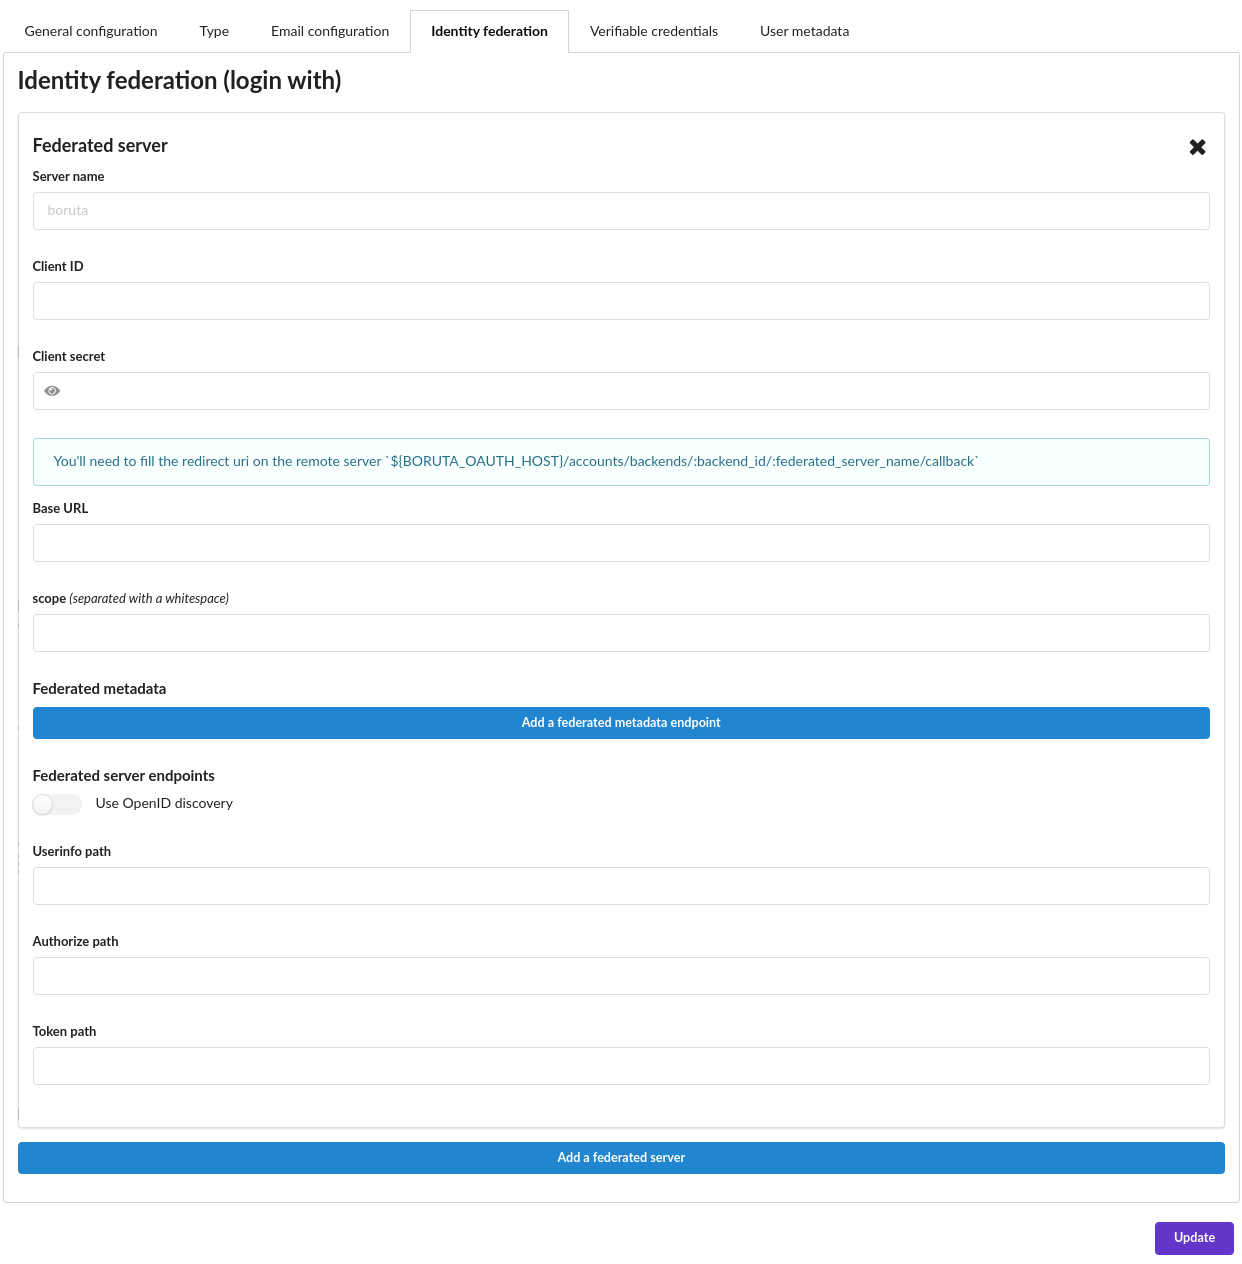 General configuration Type Email configuration Identity federation Verifiable credentials User metadata
Identity federation (login with)
Federated server
Server name
boruta
Client ID
Client secret
You'll need to fill the redirect uri on the remote server `${BORUTA_OAUTH_HOST}/accounts/backends/:backend_id/:federated_server_name/callback`
Base URL
scope (separated with a whitespace)
Federated metadata
Add a federated metadata endpoint
Federated server endpoints
Use OpenID discovery
Userinfo path
Authorize path
Token path
Add a federated server
Update